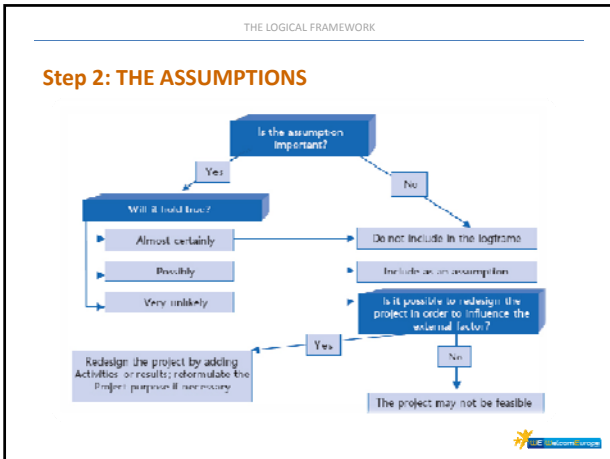 THE LOGICAL FRAMEWORK
Step 2: THE ASSUMPTIONS
Is the assumption
important?
Yes
No
Will it hold true?
Almost certainly
Do not include in the logframe
Possibly
Include as an assumption
Very unlikely
Is it possible to redesign the
project in order to influence the
external factor?
Yes
No
Redesign the project by adding
Activities or results; reformulate the
Project purpose if necessary
The project may not be feasible
WE WelcomEurope